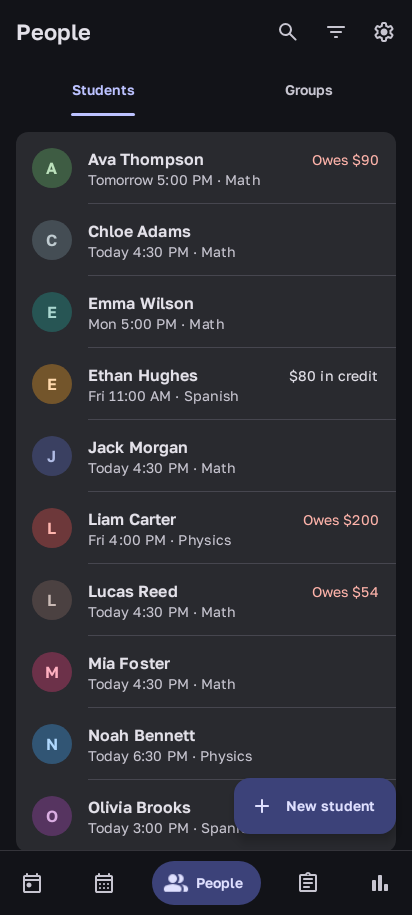 People
Students
Groups
A
Ava Thompson
Owes $90
Tomorrow 5:00 PM · Math
C
Chloe Adams
Today 4:30 PM · Math
E
Emma Wilson
Mon 5:00 PM · Math
E
Ethan Hughes
$80 in credit
Fri 11:00 AM · Spanish
J
Jack Morgan
Today 4:30 PM · Math
L
Liam Carter
Owes $200
Fri 4:00 PM · Physics
L
Lucas Reed
Owes $54
Today 4:30 PM · Math
M
Mia Foster
Today 4:30 PM · Math
N
Noah Bennett
Today 6:30 PM · Physics
O
Olivia Brooks
Today 3:00 PM ·
New student
People